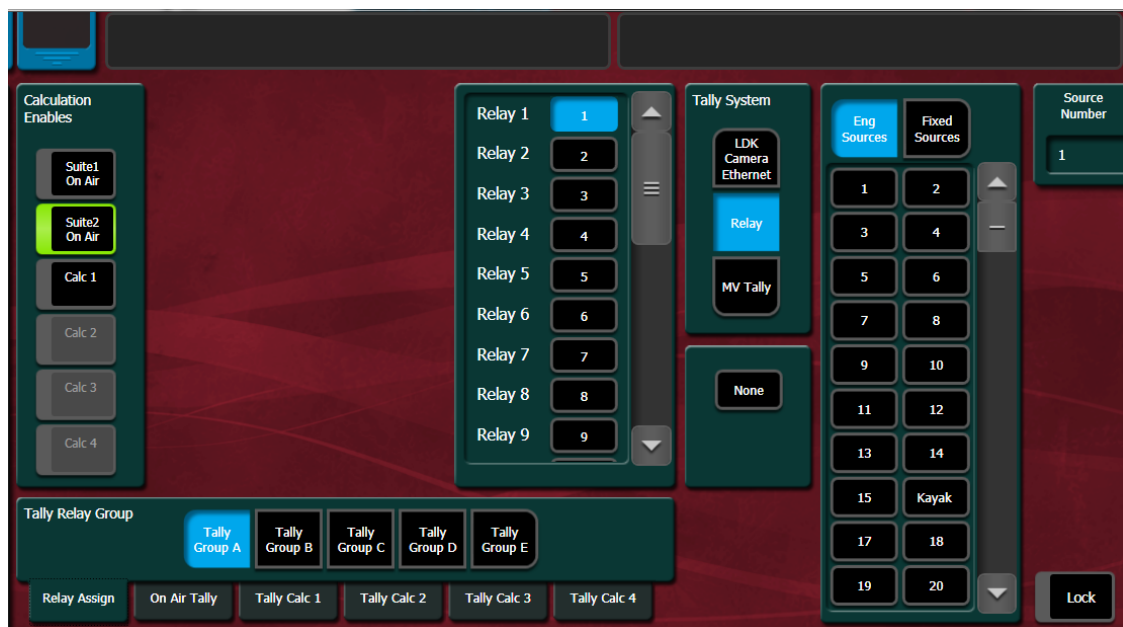 Calculation
Enables
Suite1
On Air
Suite2
On Air
Calc 1
Calc 2
Calc 3
Calc 4
Relay 1 1
Relay 2 2
Relay 3 3
Relay 4 4
Relay 5 5
Relay 6 6
Relay 7 7
Relay 8 8
Relay 9 9
Tally System
LDK
Camera
Ethernet
Relay
MV Tally
None
Eng
Sources
Fixed
Sources
1 2
3 4
5 6
7 8
9 10
11 12
13 14
15 Kayak
17 18
19 20
Source
Number
1
Tally Relay Group
Tally
Group A
Tally
Group B
Tally
Group C
Tally
Group D
Tally
Group E
Relay Assign
On Air Tally
Tally Calc 1
Tally Calc 2
Tally Calc 3
Tally Calc 4
Lock